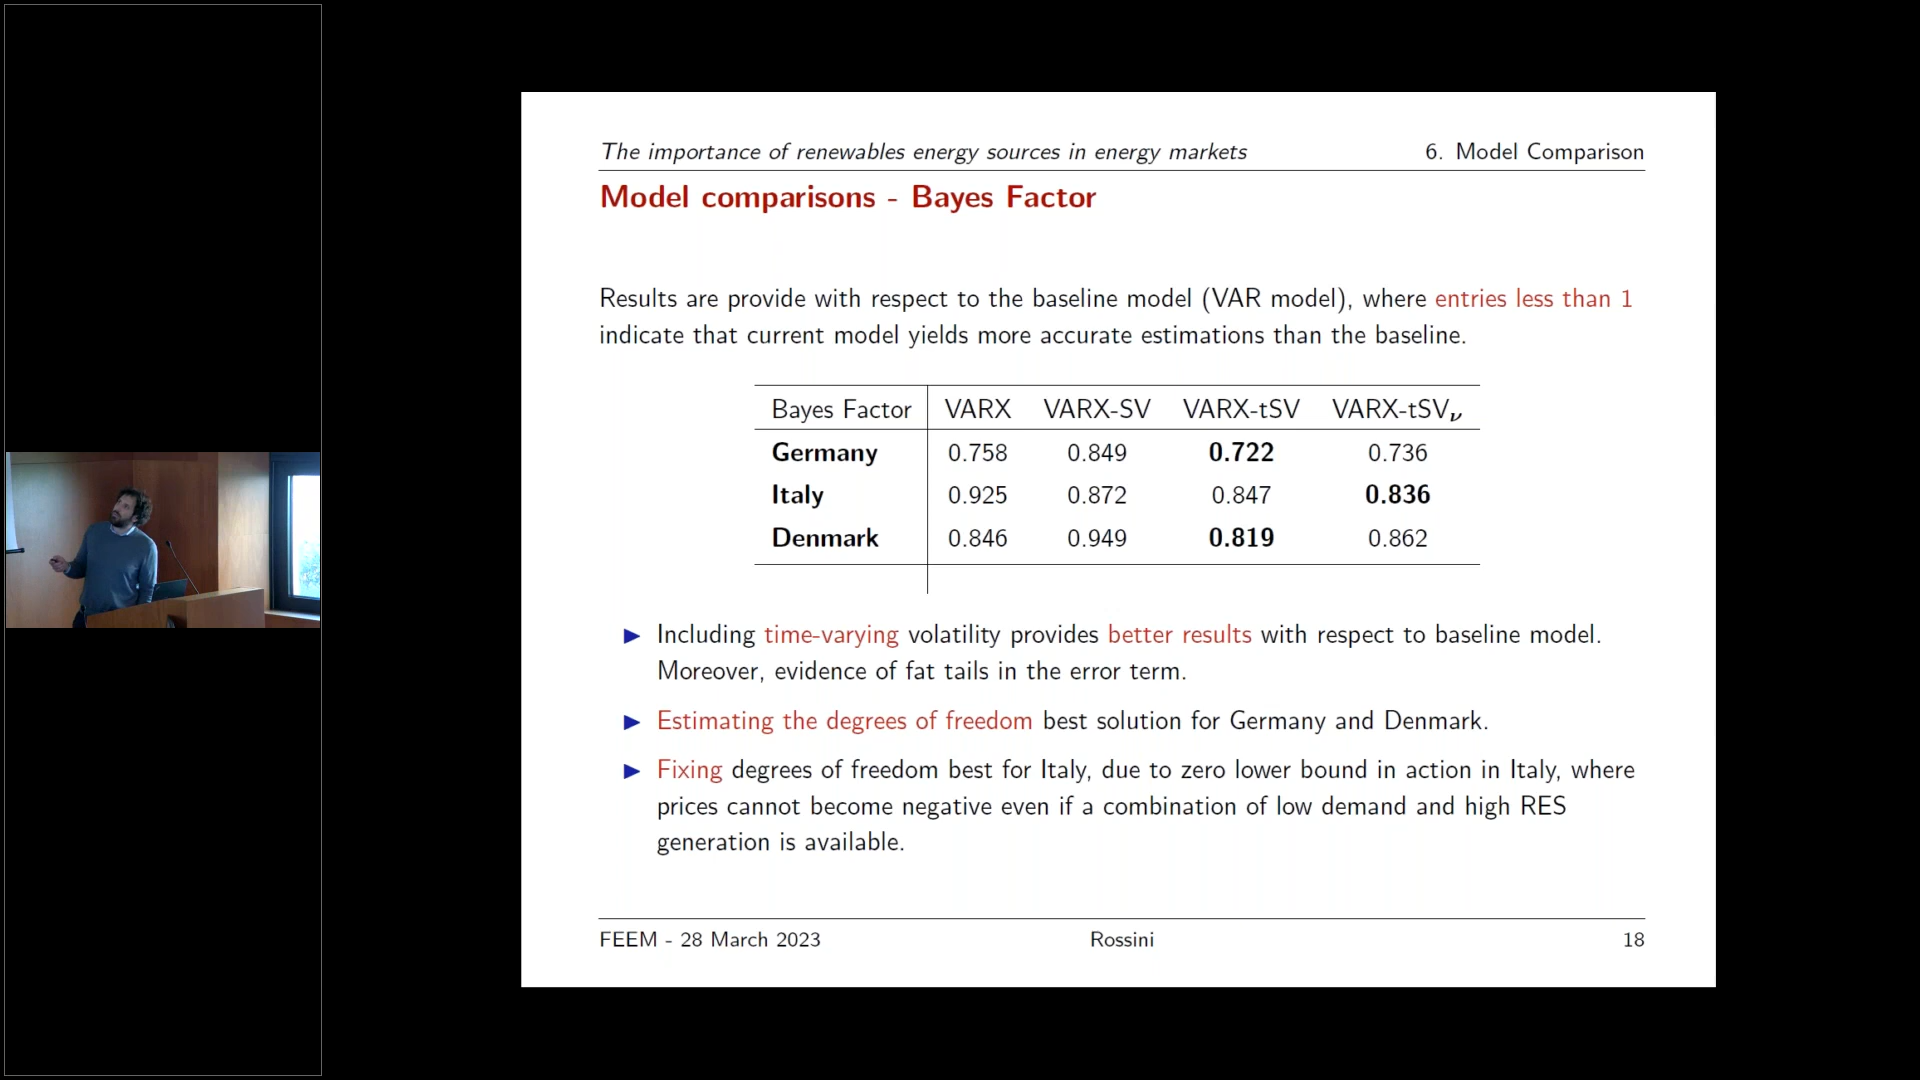 The importance of renewables energy sources in energy markets 6. Model Comparison
Model comparisons - Bayes Factor
Results are provide with respect to the baseline model (VAR model), where entries less than 1
indicate that current model yields more accurate estimations than the baseline.
Bayes Factor VARX VARX-SV VARX-tSV VARX-tSVν
Germany 0.758 0.849 0.722 0.736
Italy 0.925 0.872 0.847 0.836
Denmark 0.846 0.949 0.819 0.862
▶ Including time-varying volatility provides better results with respect to baseline model.
Moreover, evidence of fat tails in the error term.
▶ Estimating the degrees of freedom best solution for Germany and Denmark.
▶ Fixing degrees of freedom best for Italy, due to zero lower bound in action in Italy, where
prices cannot become negative even if a combination of low demand and high RES
generation is available.
FEEM - 28 March 2023 Rossini 18